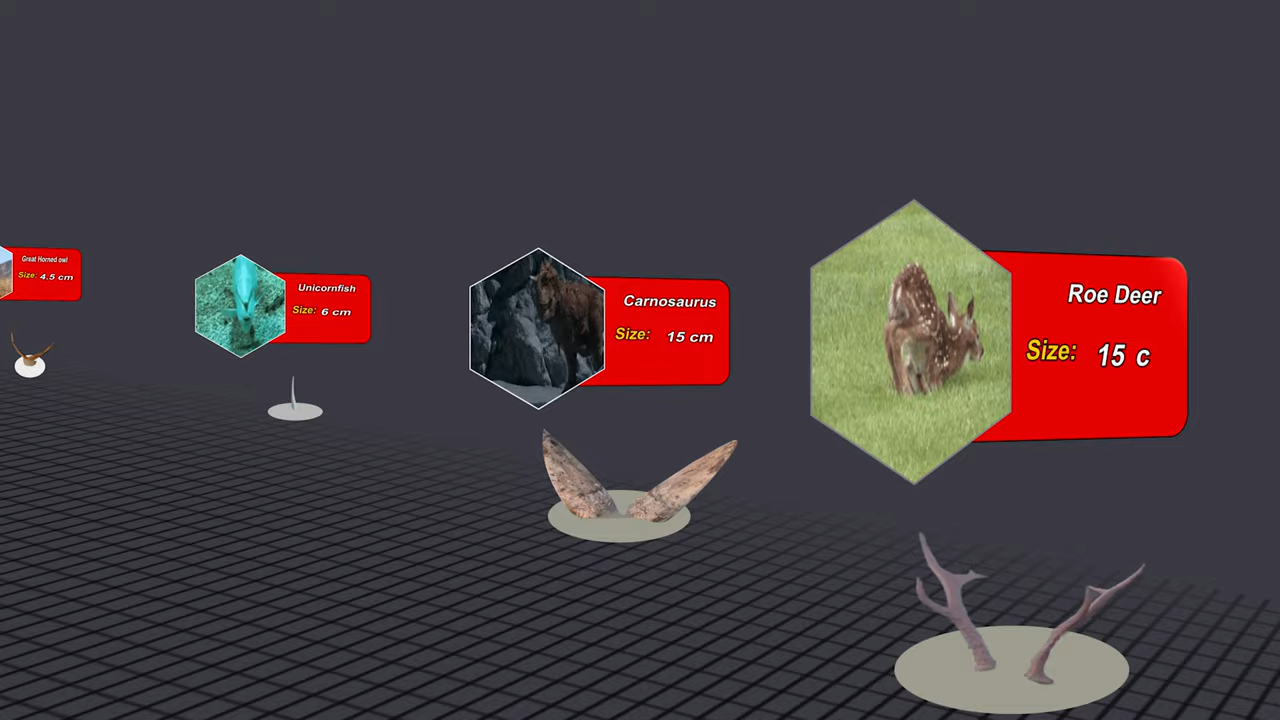 Great Horned owl
Size: 4.5 cm
Unicornfish
Size: 6 cm
Carnosaurus
Size: 15 cm
Roe Deer
Size: 15 c